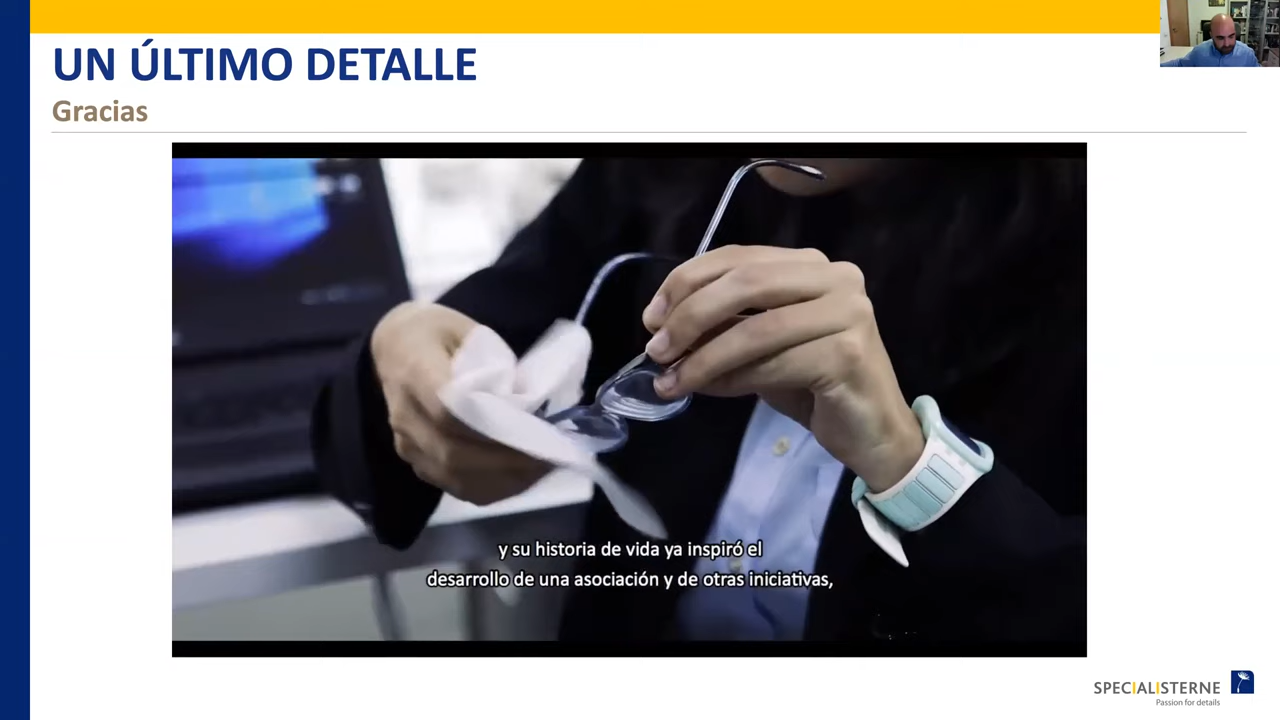 UN ÚLTIMO DETALLE
Gracias
y su historia de vida ya inspiró el
desarrollo de una asociación y de otras iniciativas,
SPECIALISTERNE
Passion for details